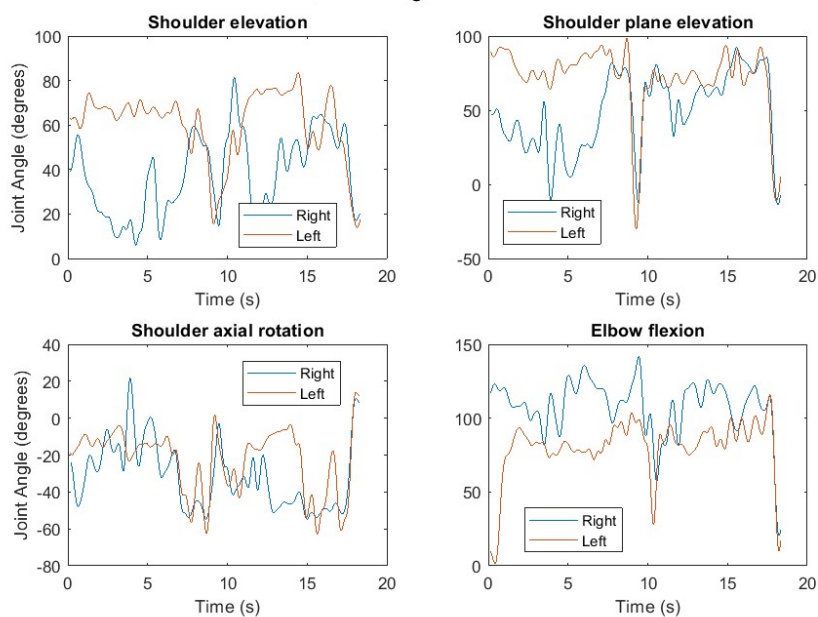 Shoulder elevation
100
80
60
40
20
0
Joint Angle (degrees)
0 5 10 15 20
Time (s)
Right
Left
Shoulder plane elevation
100
50
0
-50
0 5 10 15 20
Time (s)
Right
Left
Shoulder axial rotation
40
20
0
-20
-40
-60
-80
Joint Angle (degrees)
0 5 10 15 20
Time (s)
Right
Left
Elbow flexion
150
100
50
0
0 5 10 15 20
Time (s)
Right
Left